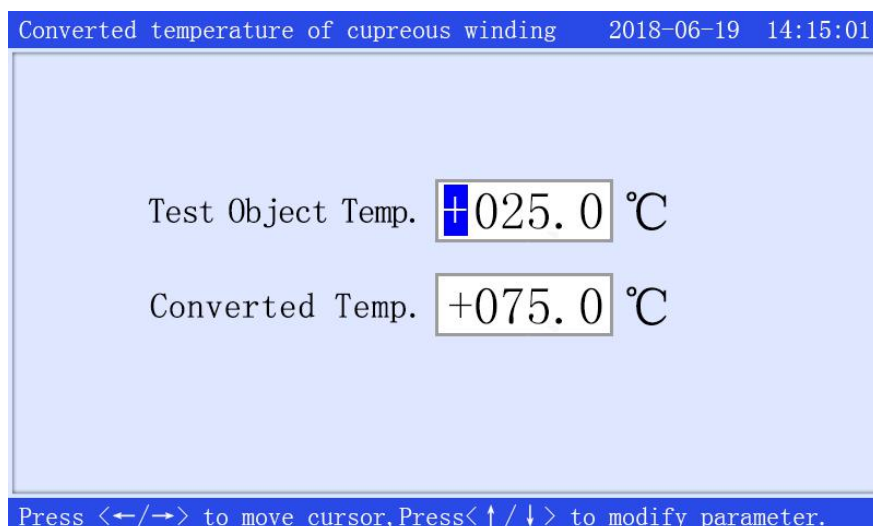 Converted temperature of cupreous winding 2018-06-19 14:15:01
Test Object Temp. +025.0 ℃
Converted Temp. +075.0 ℃
Press <←/→> to move cursor,Press<↑/↓> to modify parameter.